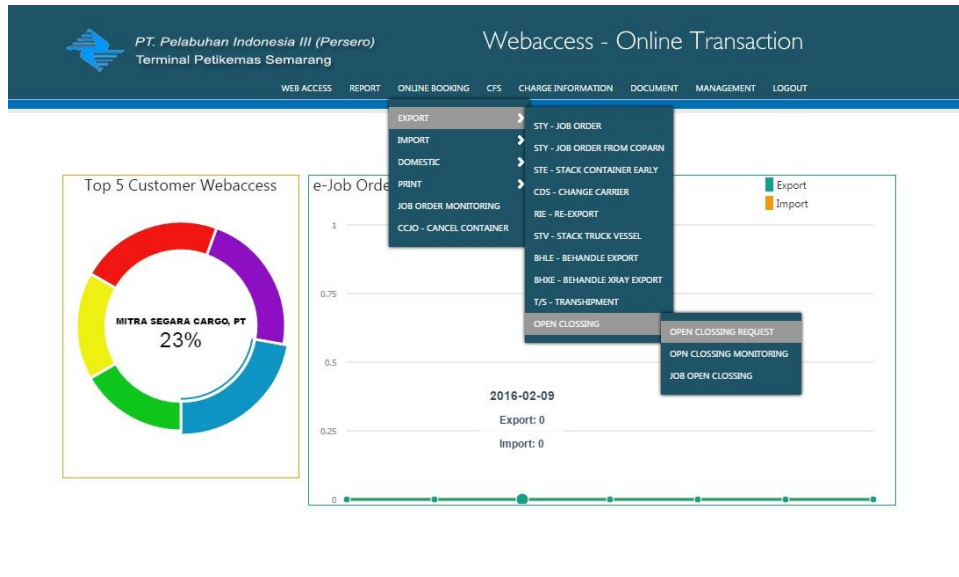 PT. Pelabuhan Indonesia III (Persero)
Terminal Petikemas Semarang
Webaccess - Online Transaction
WEB ACCESS REPORT ONLINE BOOKING CFS CHARGE INFORMATION DOCUMENT MANAGEMENT LOGOUT
EXPORT
IMPORT
DOMESTIC
PRINT
JOB ORDER MONITORING
CCJO - CANCEL CONTAINER
STY - JOB ORDER
STY - JOB ORDER FROM COPARN
STE - STACK CONTAINER EARLY
CDS - CHANGE CARRIER
RIE - RE-EXPORT
STV - STACK TRUCK VESSEL
BHLE - BEHANDLE EXPORT
BHXE - BEHANDLE XRAY EXPORT
T/S - TRANSHIPMENT
OPEN CLOSSING
OPEN CLOSSING REQUEST
OPN CLOSSING MONITORING
JOB OPEN CLOSSING
Top 5 Customer Webaccess
MITRA SEGARA CARGO, PT
23%
e-Job Orde
Export
Import
1
0.75
0.5
0.25
0
2016-02-09
Export: 0
Import: 0